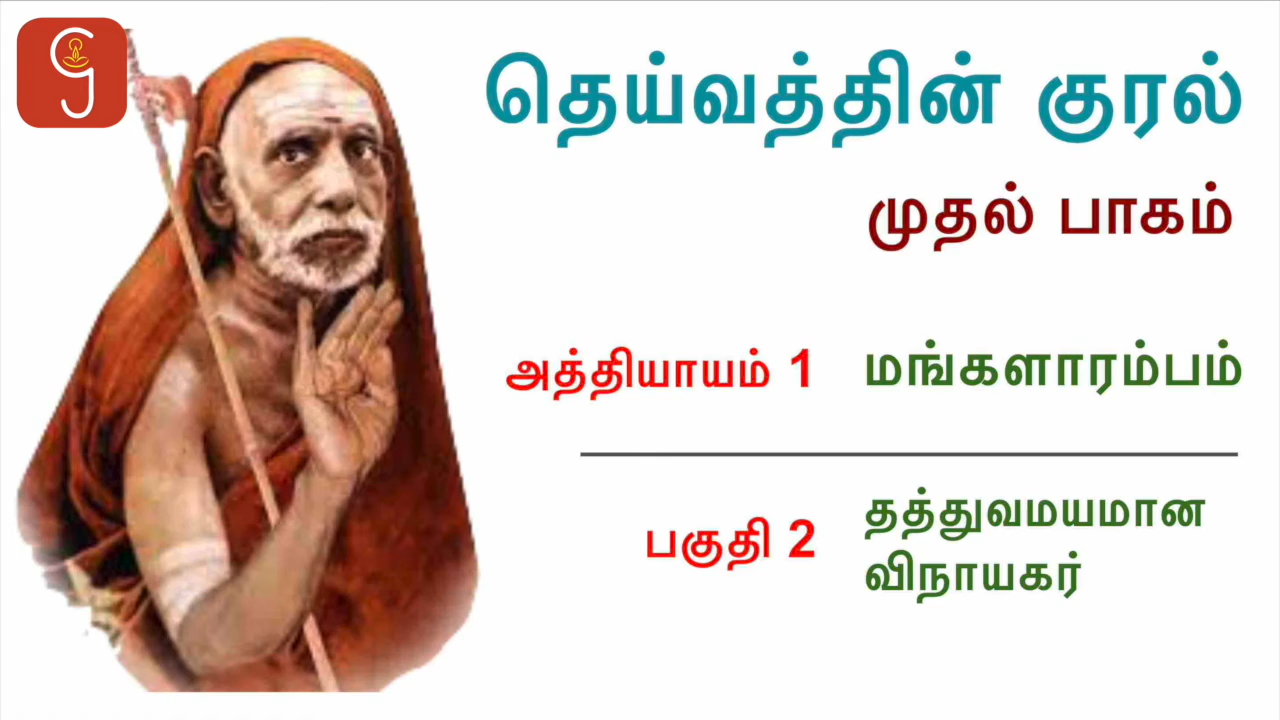 தெய்வத்தின் குரல்
முதல் பாகம்
அத்தியாயம் 1 மங்களாரம்பம்
பகுதி 2 தத்துவமயமான
விநாயகர்